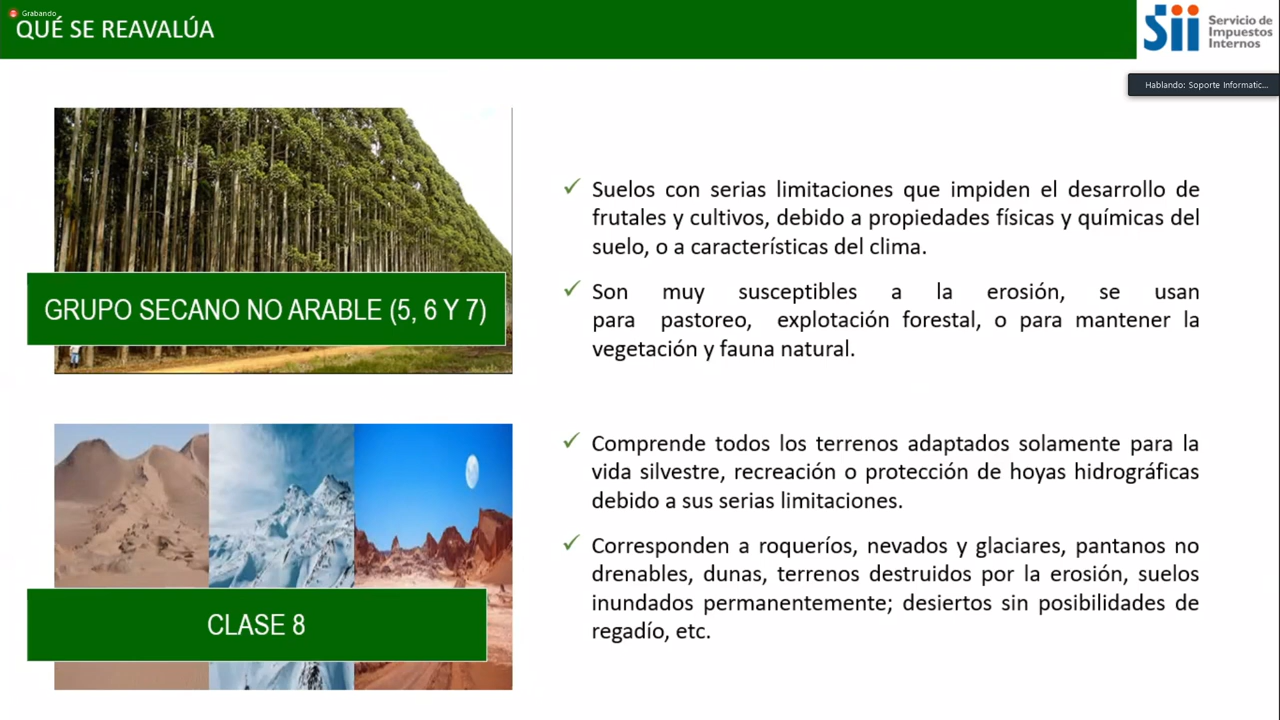 Grabando
QUÉ SE REAVALÚA
Sii
Servicio de
Impuestos
Internos
Hablando: Soporte Informatic...
GRUPO SECANO NO ARABLE (5, 6 Y 7)
✓ Suelos con serias limitaciones que impiden el desarrollo de
frutales y cultivos, debido a propiedades físicas y químicas del
suelo, o a características del clima.
✓ Son muy susceptibles a la erosión, se usan
para pastoreo, explotación forestal, o para mantener la
vegetación y fauna natural.
CLASE 8
✓ Comprende todos los terrenos adaptados solamente para la
vida silvestre, recreación o protección de hoyas hidrográficas
debido a sus serias limitaciones.
✓ Corresponden a roqueríos, nevados y glaciares, pantanos no
drenables, dunas, terrenos destruidos por la erosión, suelos
inundados permanentemente; desiertos sin posibilidades de
regadío, etc.